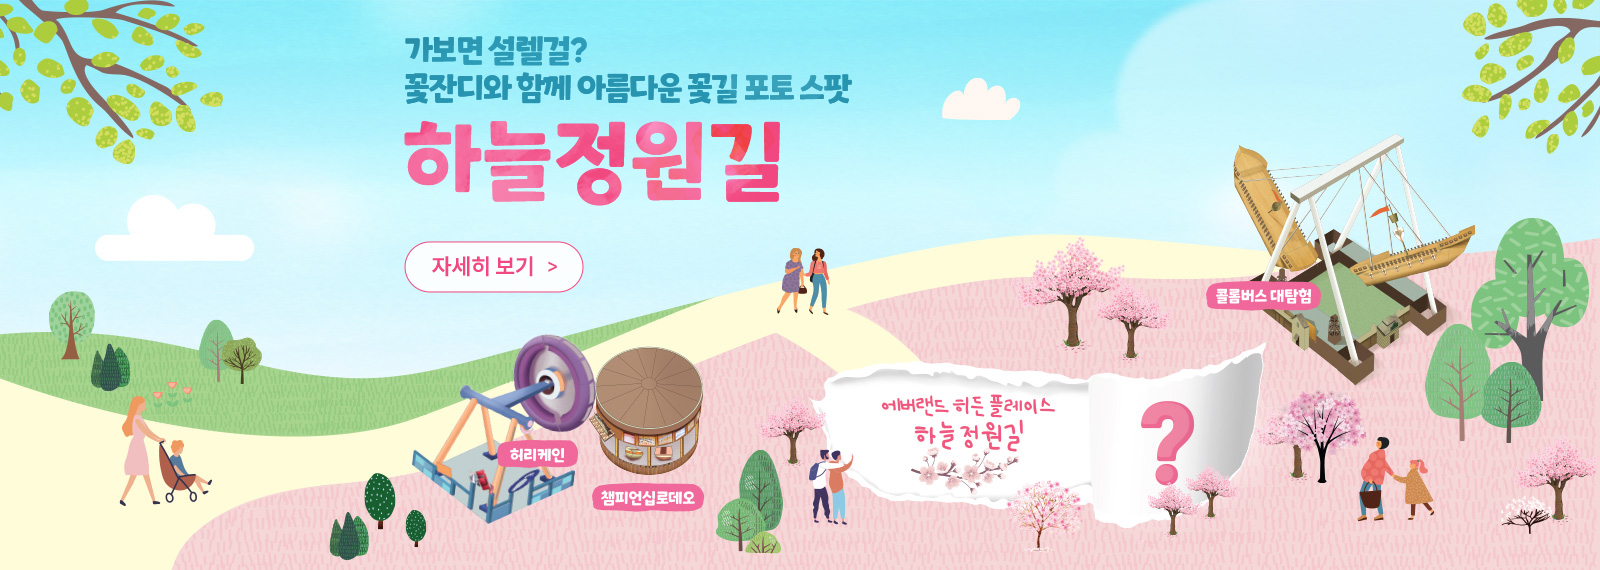 가보면 설렐걸?
꽃잔디와 함께 아름다운 꽃길 포토 스팟
하늘정원길
자세히 보기 >
콜롬버스 대탐험
허리케인
챔피언십로데오
에버랜드 히든 플레이스
하늘정원길
?